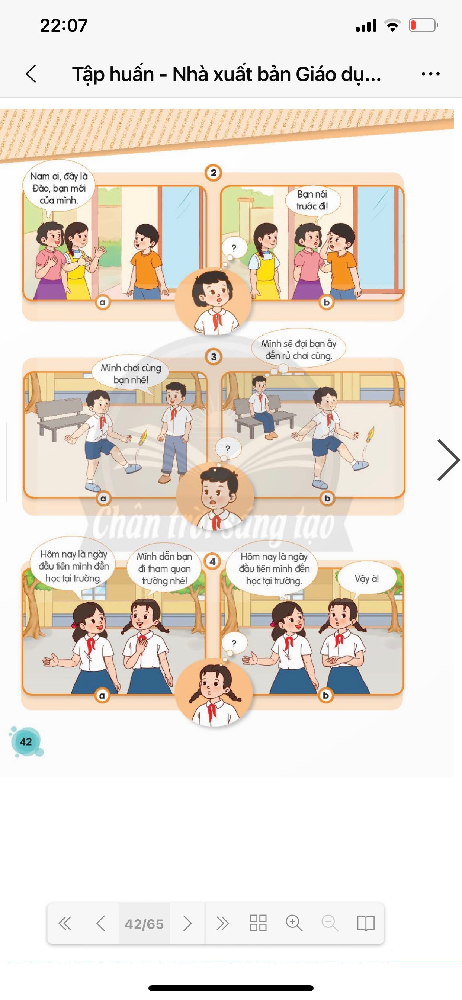 22:07
Tập huấn - Nhà xuất bản Giáo dụ...
Nam ơi, đây là
Đào, bạn mới
của mình.
2
Bạn nói
trước đi!
?
a
b
Mình sẽ đợi bạn ấy
đến rủ chơi cùng.
3
Mình chơi cùng
bạn nhé!
?
a
b
Chân trời sáng tạo
Hôm nay là ngày
đầu tiên mình đến
học tại trường.
Mình dẫn bạn
đi tham quan
trường nhé!
4
Hôm nay là ngày
đầu tiên mình đến
học tại trường.
Vậy à!
?
a
b
42
42/65